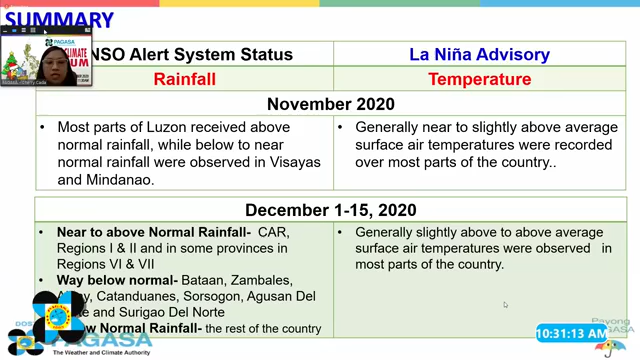 SUMMARY
PAGASA
CLIMATE
NSO Alert System Status
La Niña Advisory
Rainfall
Temperature
November 2020
• Most parts of Luzon received above
normal rainfall, while below to near
normal rainfall were observed in Visayas
and Mindanao.
• Generally near to slightly above average
surface air temperatures were recorded
over most parts of the country..
December 1-15, 2020
• Near to above Normal Rainfall- CAR,
Regions I & II and in some provinces in
Regions VI & VII
• Way below normal- Bataan, Zambales,
Catanduanes, Sorsogon, Agusan Del
and Surigao Del Norte
Normal Rainfall- the rest of the country
• Generally slightly above to above average
surface air temperatures were observed in
most parts of the country.
PAGASA
The Weather and Climate Authority
Payong
10:31:13 AM